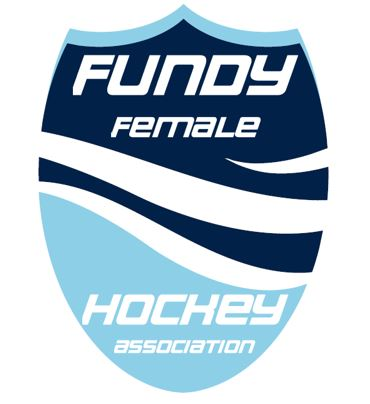 FUNDY
FEMALE
HOCKEY
ASSOCIATION